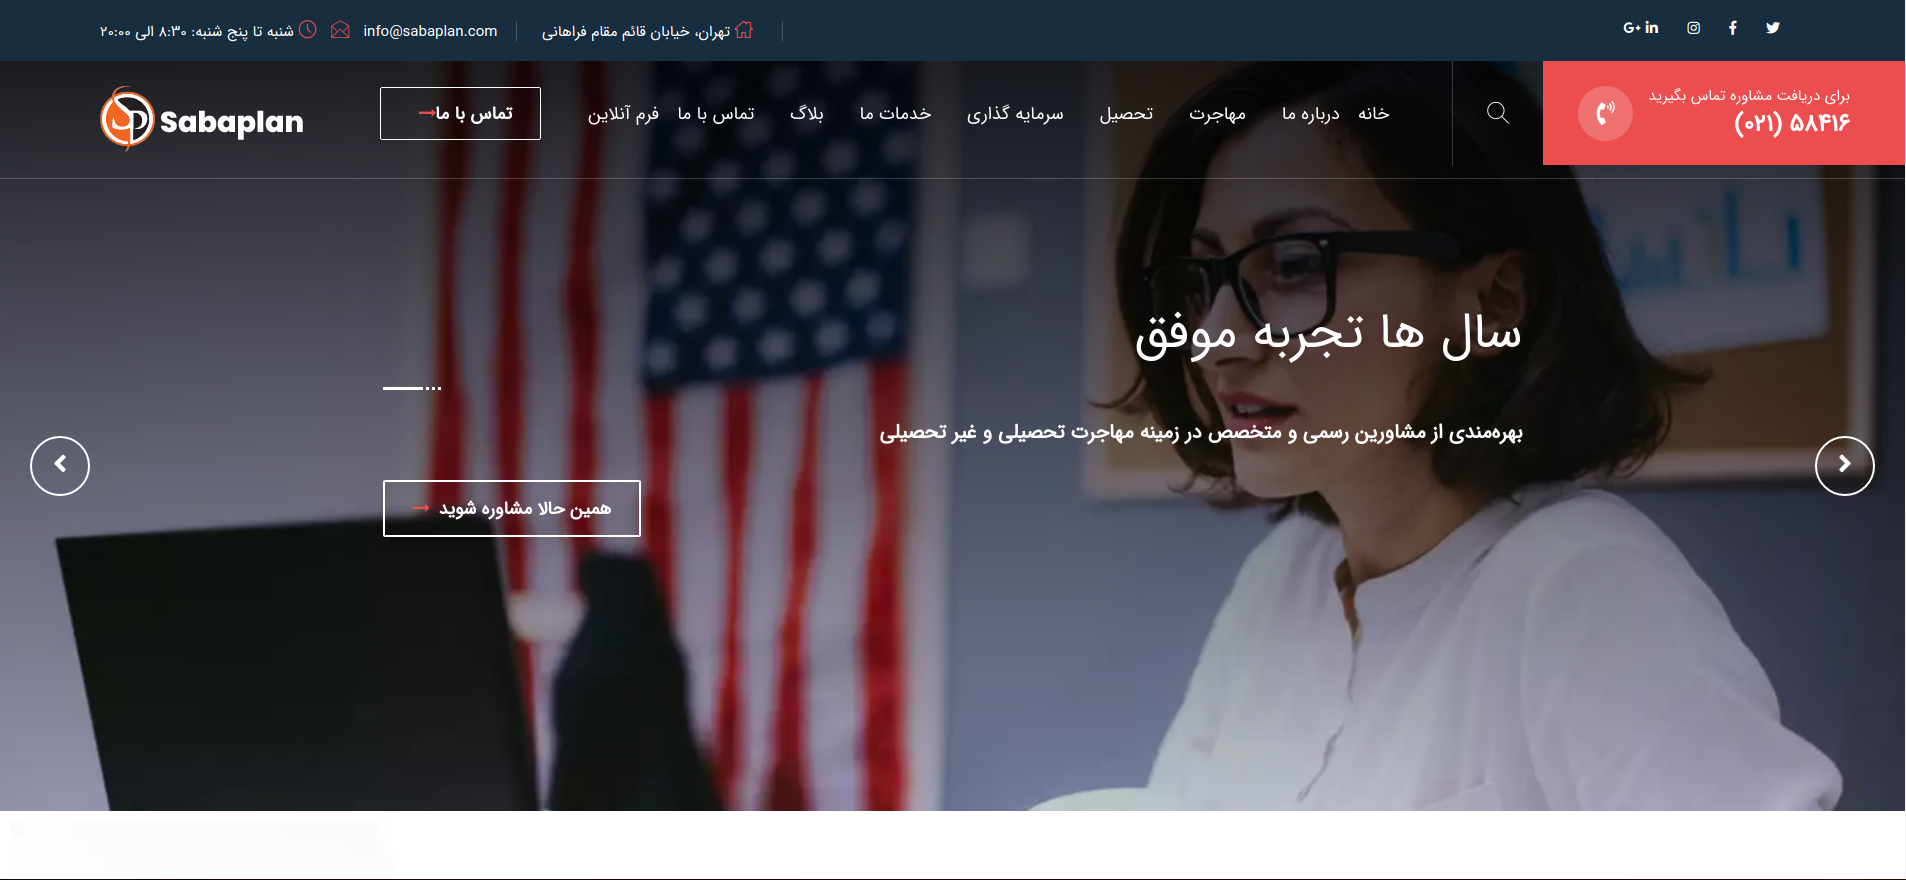 تهران، خیابان قائم مقام فراهانی
info@sabaplan.com
شنبه تا پنج شنبه: ۸:۳۰ الی ۲۰:۰۰
برای دریافت مشاوره تماس بگیرید
(۰۲۱) ۵۸۴۱۶
خانه درباره ما مهاجرت تحصیل سرمایه گذاری خدمات ما بلاگ تماس با ما فرم آنلاین
تماس با ما
Sabaplan
سال ها تجربه موفق
بهره‌مندی از مشاورین رسمی و متخصص در زمینه مهاجرت تحصیلی و غیر تحصیلی
همین حالا مشاوره شوید